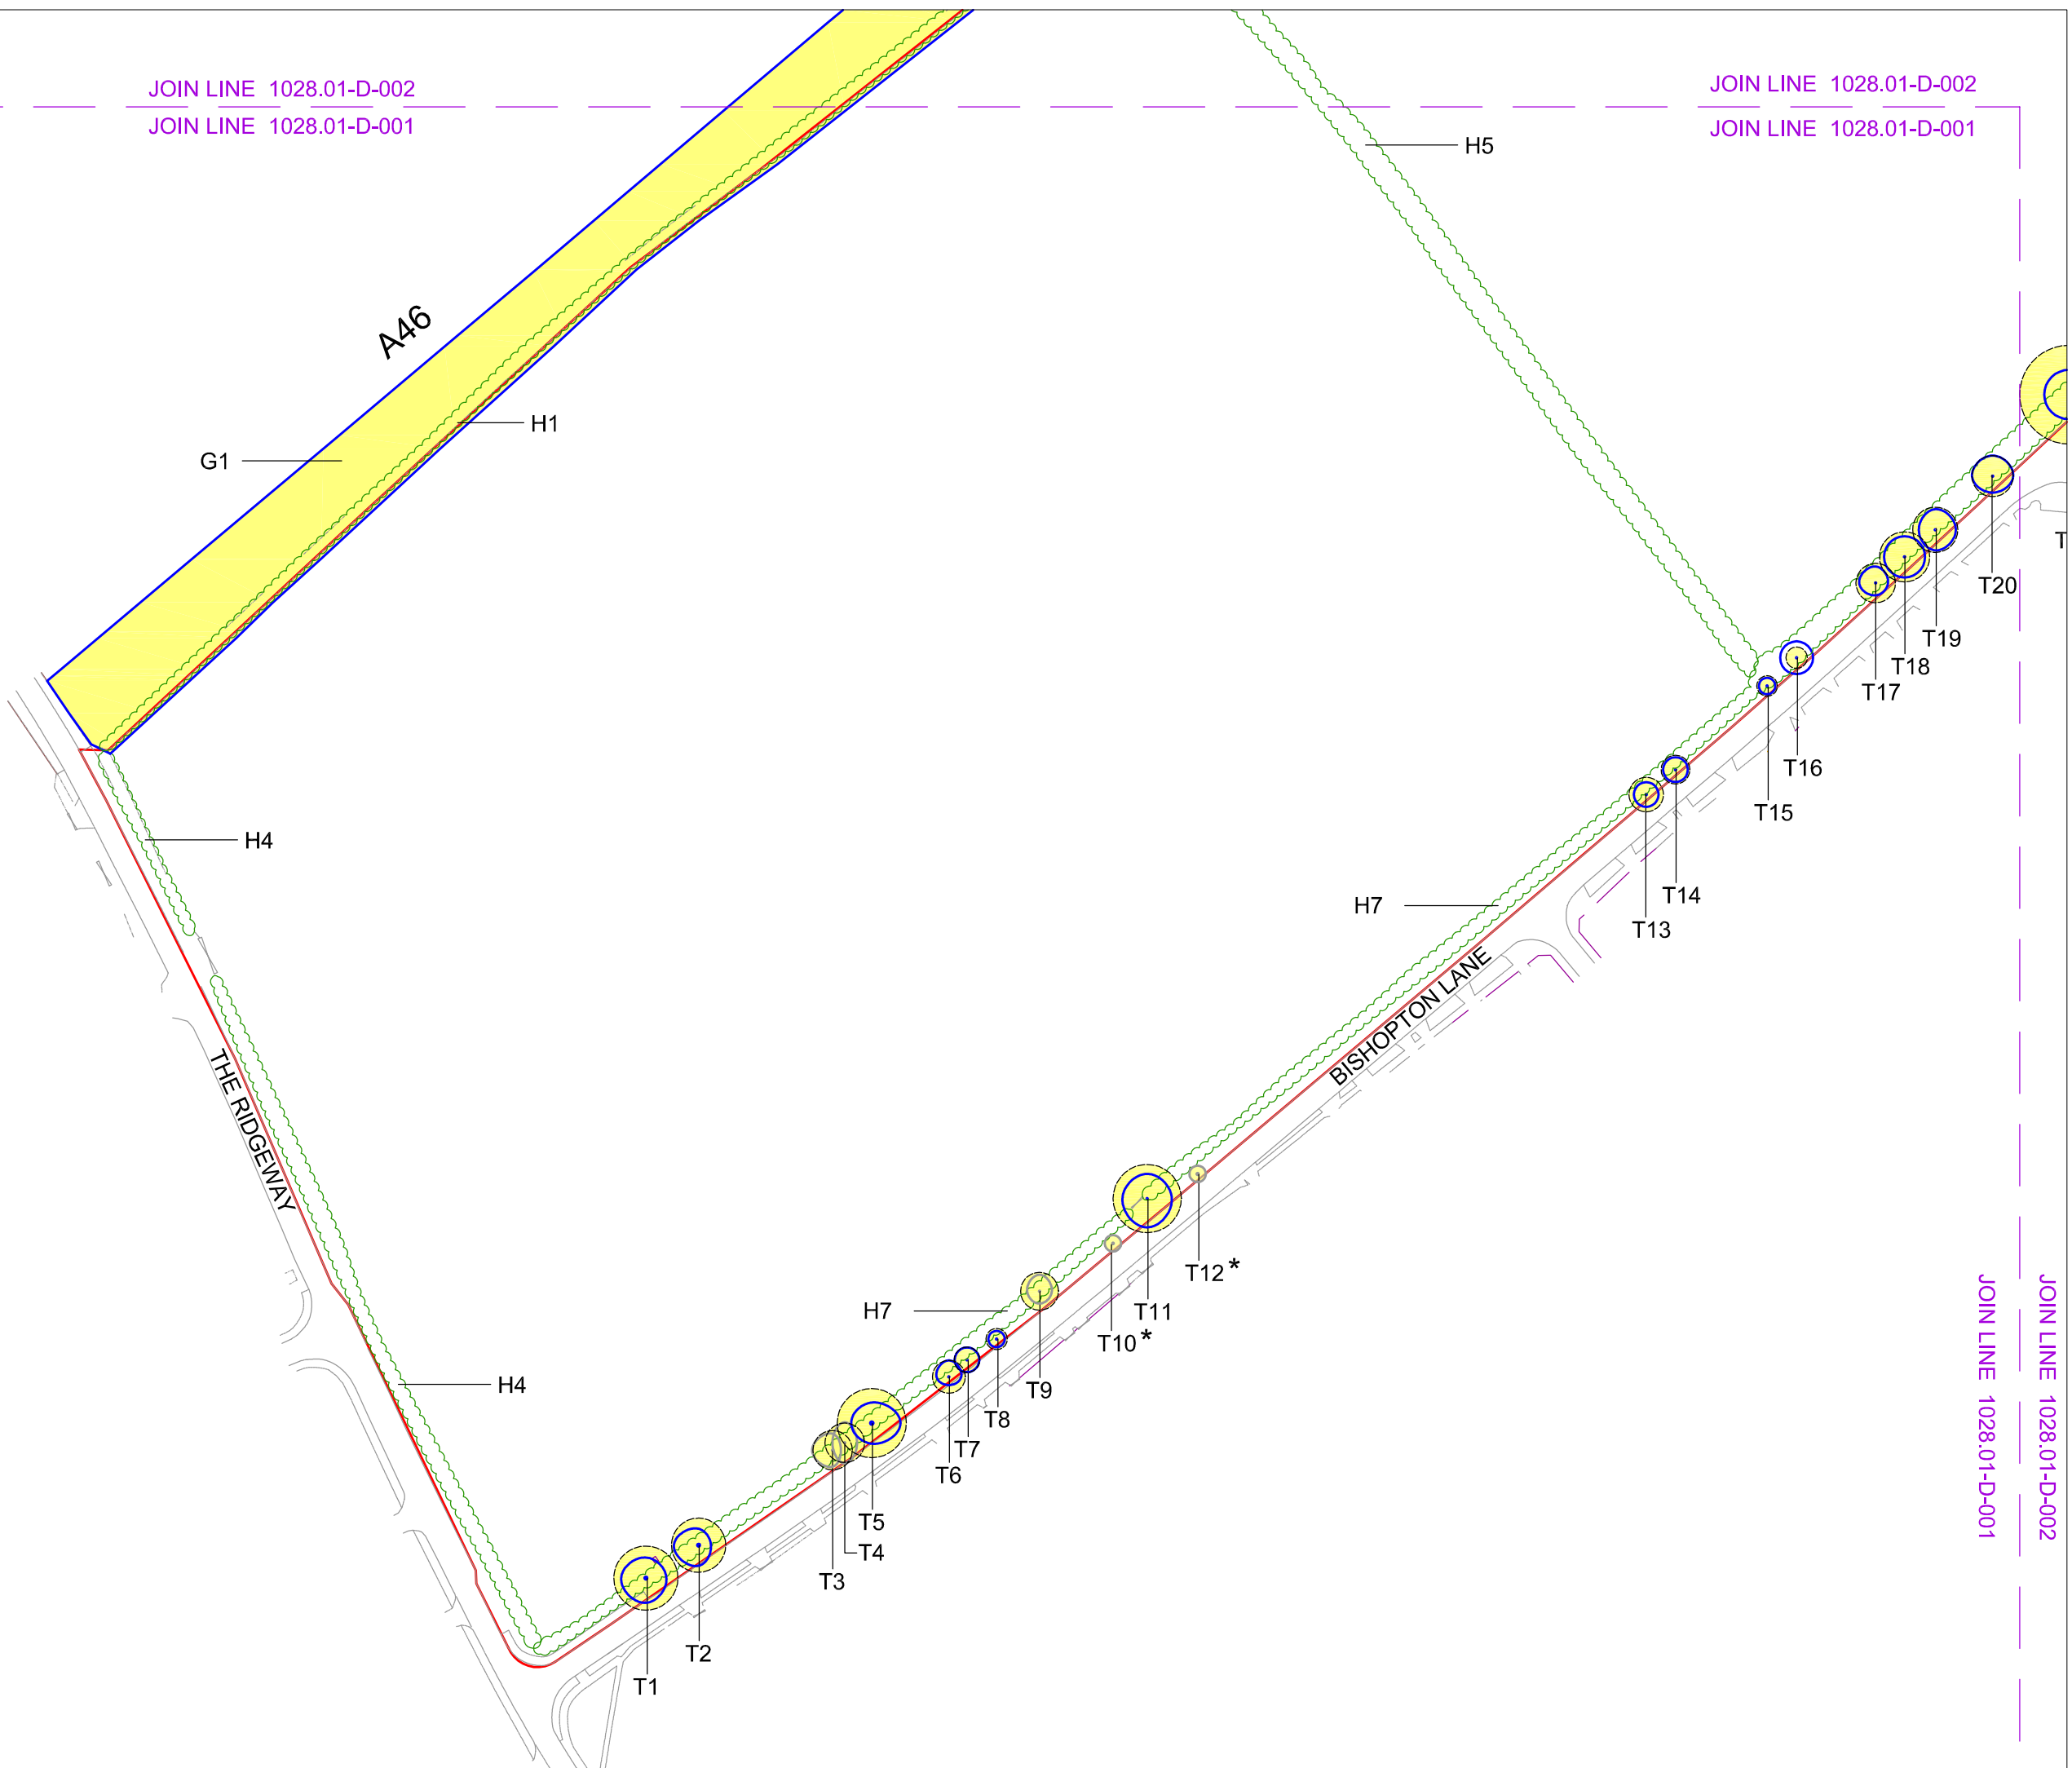 JOIN LINE 1028.01-D-002
JOIN LINE 1028.01-D-001
JOIN LINE 1028.01-D-002
JOIN LINE 1028.01-D-001
H5
A46
H1
G1
T
T20
T19
T18
T17
T16
T15
H4
T14
H7
T13
BISHOPTON LANE
THE RIDGEWAY
T12*
T11
H7
T10*
H4
T9
T8
T7
T6
T5
T4
T3
T2
T1
JOIN LINE 1028.01-D-002
JOIN LINE 1028.01-D-001